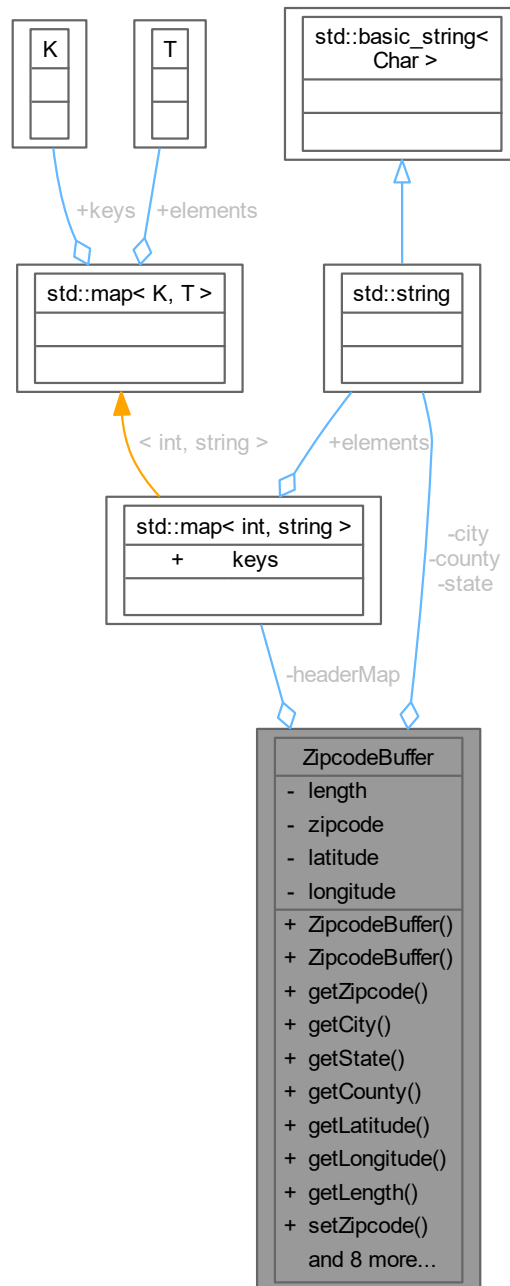 K
T
std::basic_string<
Char >
+keys
+elements
std::map< K, T >
std::string
< int, string >
+elements
std::map< int, string >
+ keys
-city
-county
-state
-headerMap
ZipcodeBuffer
- length
- zipcode
- latitude
- longitude
+ ZipcodeBuffer()
+ ZipcodeBuffer()
+ getZipcode()
+ getCity()
+ getState()
+ getCounty()
+ getLatitude()
+ getLongitude()
+ getLength()
+ setZipcode()
and 8 more...